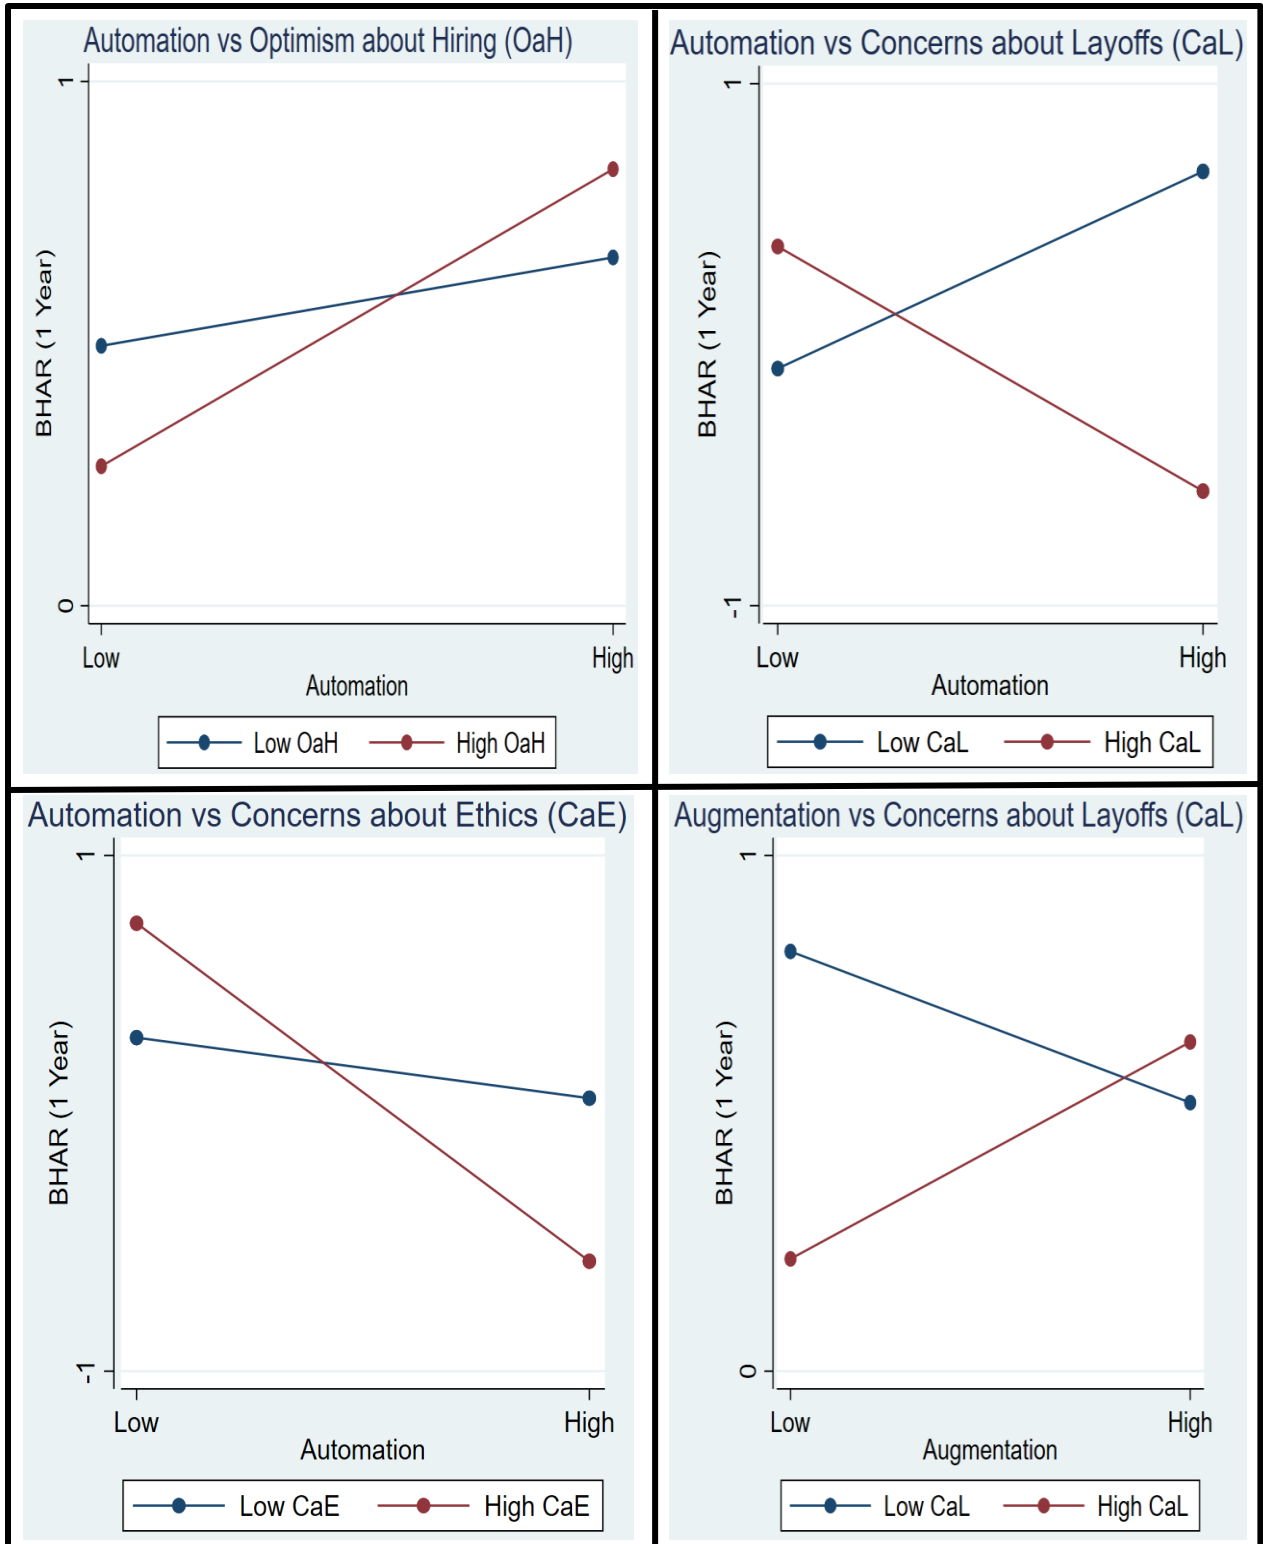 Automation vs Optimism about Hiring (OaH)
1
BHAR (1 Year)
0
Low High
Automation
Low OaH High OaH
Automation vs Concerns about Layoffs (CaL)
1
BHAR (1 Year)
-1
Low High
Automation
Low CaL High CaL
Automation vs Concerns about Ethics (CaE)
1
BHAR (1 Year)
-1
Low High
Automation
Low CaE High CaE
Augmentation vs Concerns about Layoffs (CaL)
1
BHAR (1 Year)
0
Low High
Augmentation
Low CaL High CaL